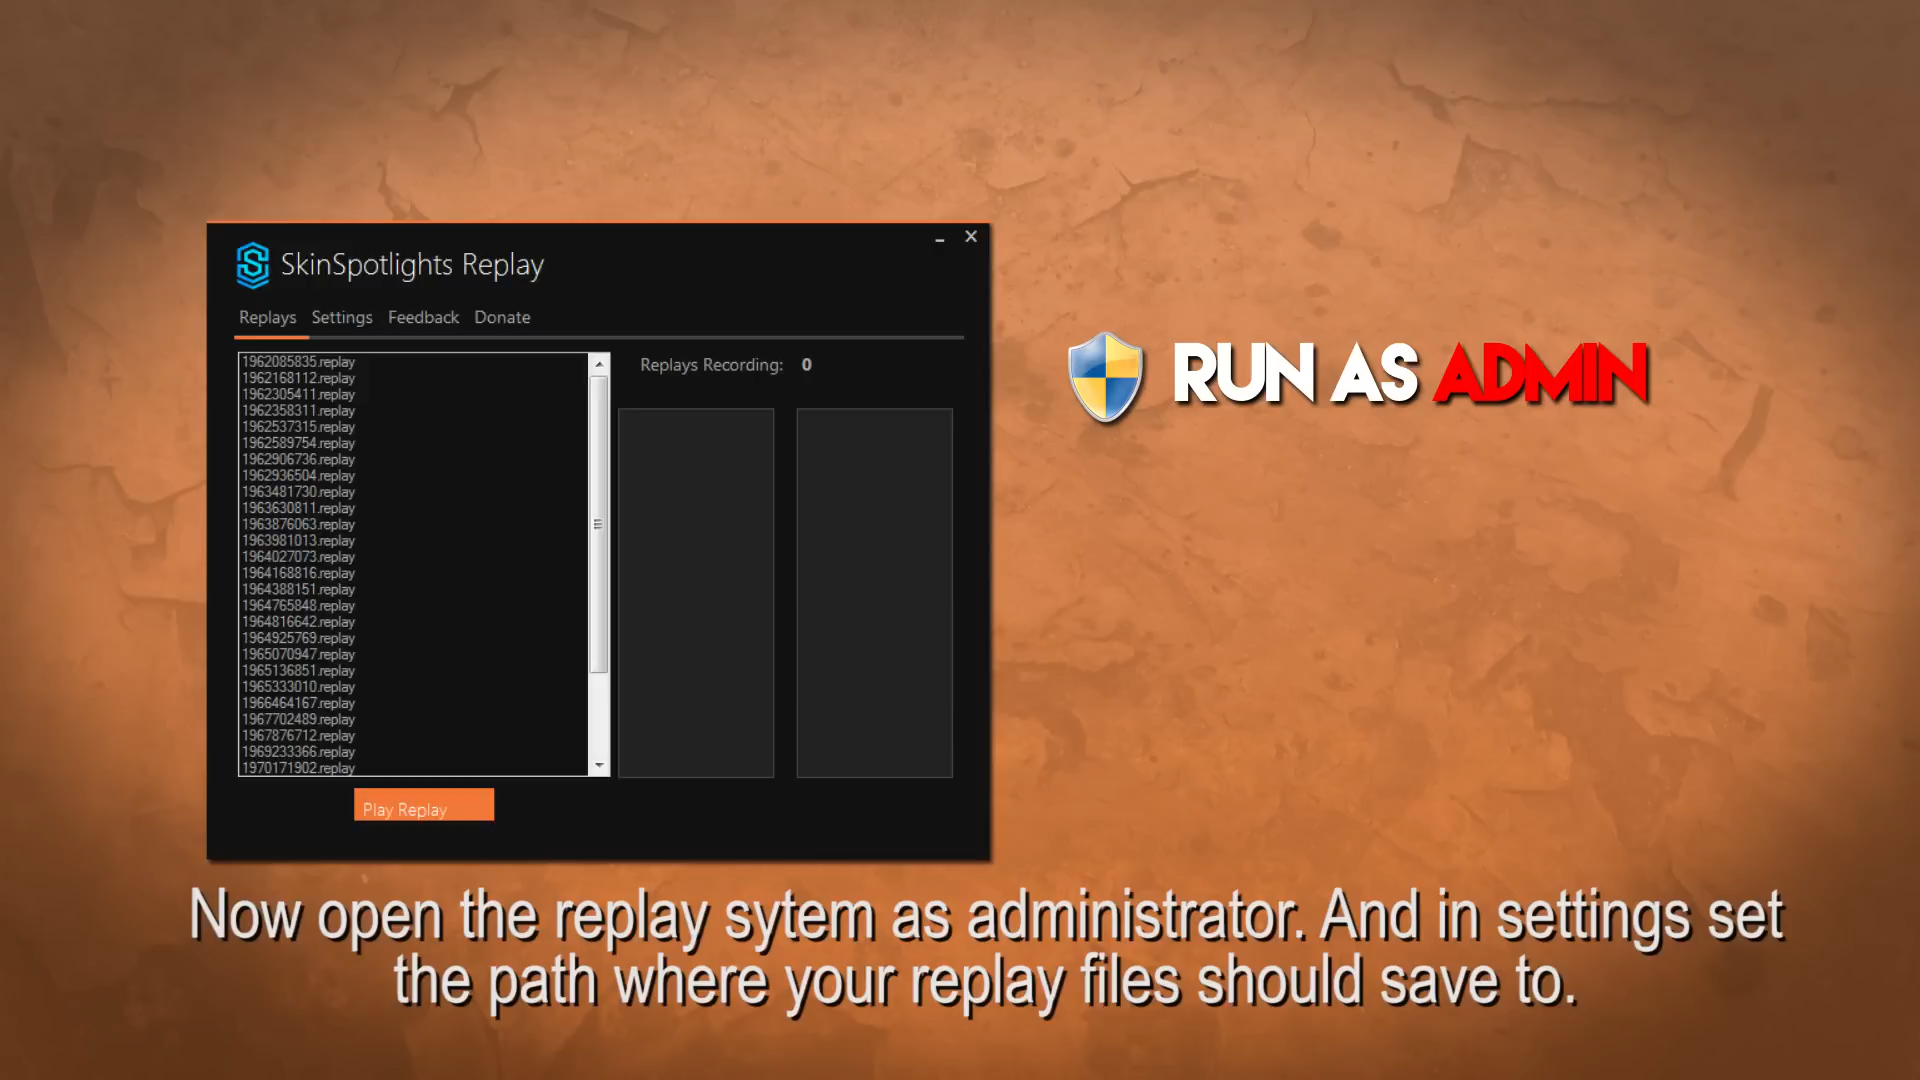 SkinSpotlights Replay
Replays Settings Feedback Donate
1962085835.replay
1962168112.replay
1962305411.replay
1962358311.replay
1962537315.replay
1962589754.replay
1962906736.replay
1962936504.replay
1963481730.replay
1963630811.replay
1963876063.replay
1963981013.replay
1964027073.replay
1964168816.replay
1964388151.replay
1964765848.replay
1964816642.replay
1964925769.replay
1965070947.replay
1965136851.replay
1965333010.replay
1966464167.replay
1967702489.replay
1967876712.replay
1969233366.replay
1970171902.replay
Play Replay
Replays Recording: 0
RUN AS ADMIN
Now open the replay sytem as administrator. And in settings set
the path where your replay files should save to.